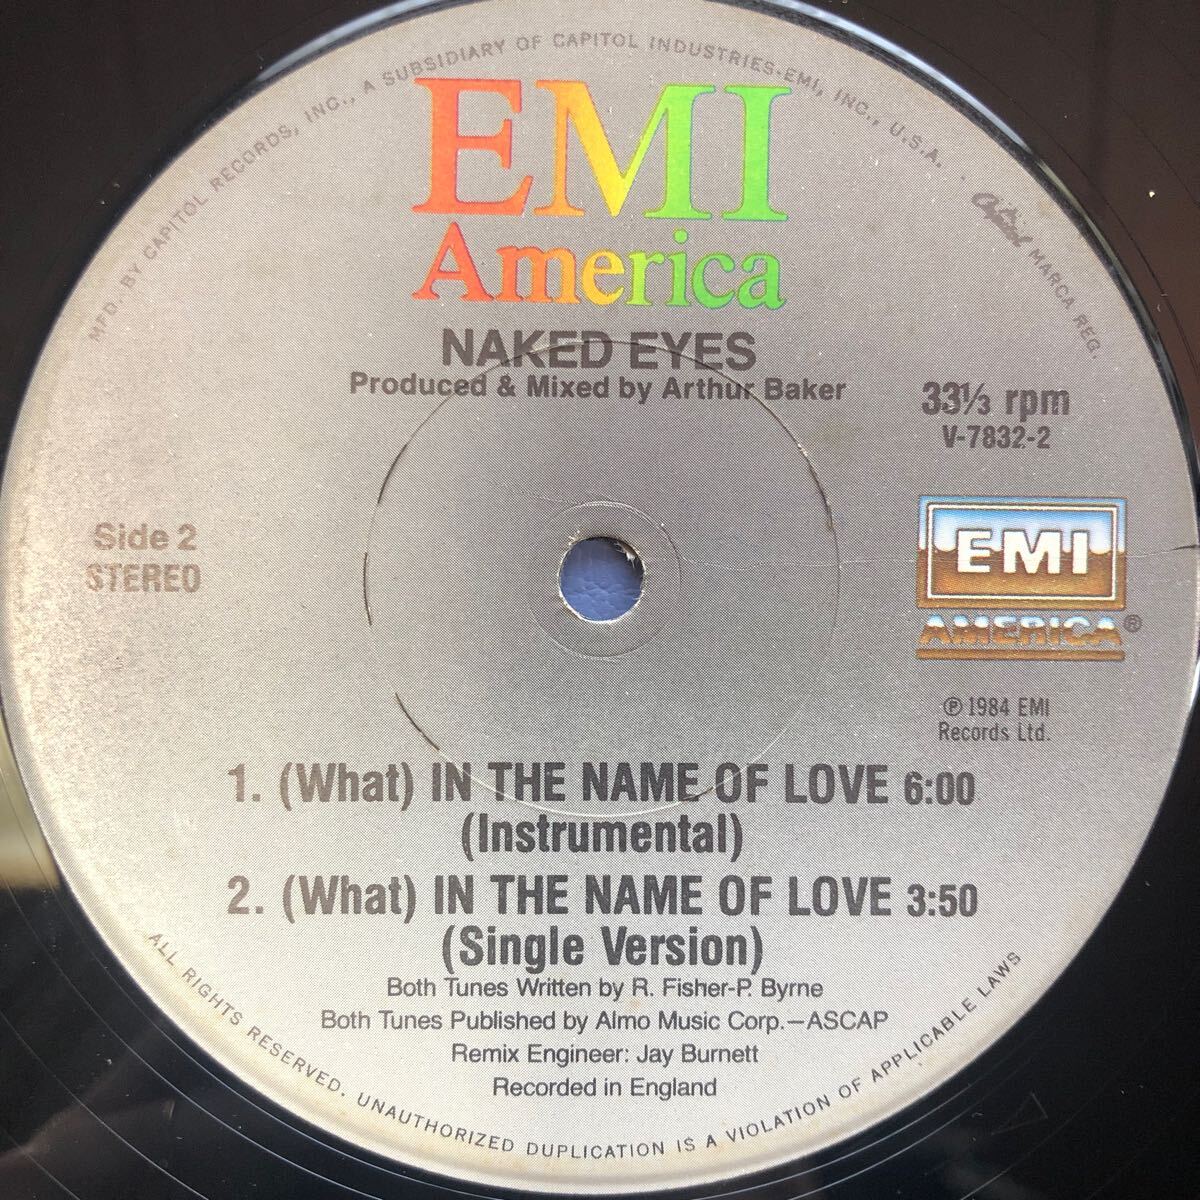 MFD. BY CAPITOL RECORDS, INC., A SUBSIDIARY OF CAPITOL INDUSTRIES-EMI, INC., U.S.A.
Capitol MARCA REG.
EMI
America
NAKED EYES
Produced & Mixed by Arthur Baker
33⅓ rpm
V-7832-2
Side 2
STEREO
EMI
AMERICA®
℗ 1984 EMI
Records Ltd.
1. (What) IN THE NAME OF LOVE 6:00
(Instrumental)
2. (What) IN THE NAME OF LOVE 3:50
(Single Version)
Both Tunes Written by R. Fisher-P. Byrne
Both Tunes Published by Almo Music Corp.—ASCAP
Remix Engineer: Jay Burnett
Recorded in England
ALL RIGHTS RESERVED. UNAUTHORIZED DUPLICATION IS A VIOLATION OF APPLICABLE LAWS